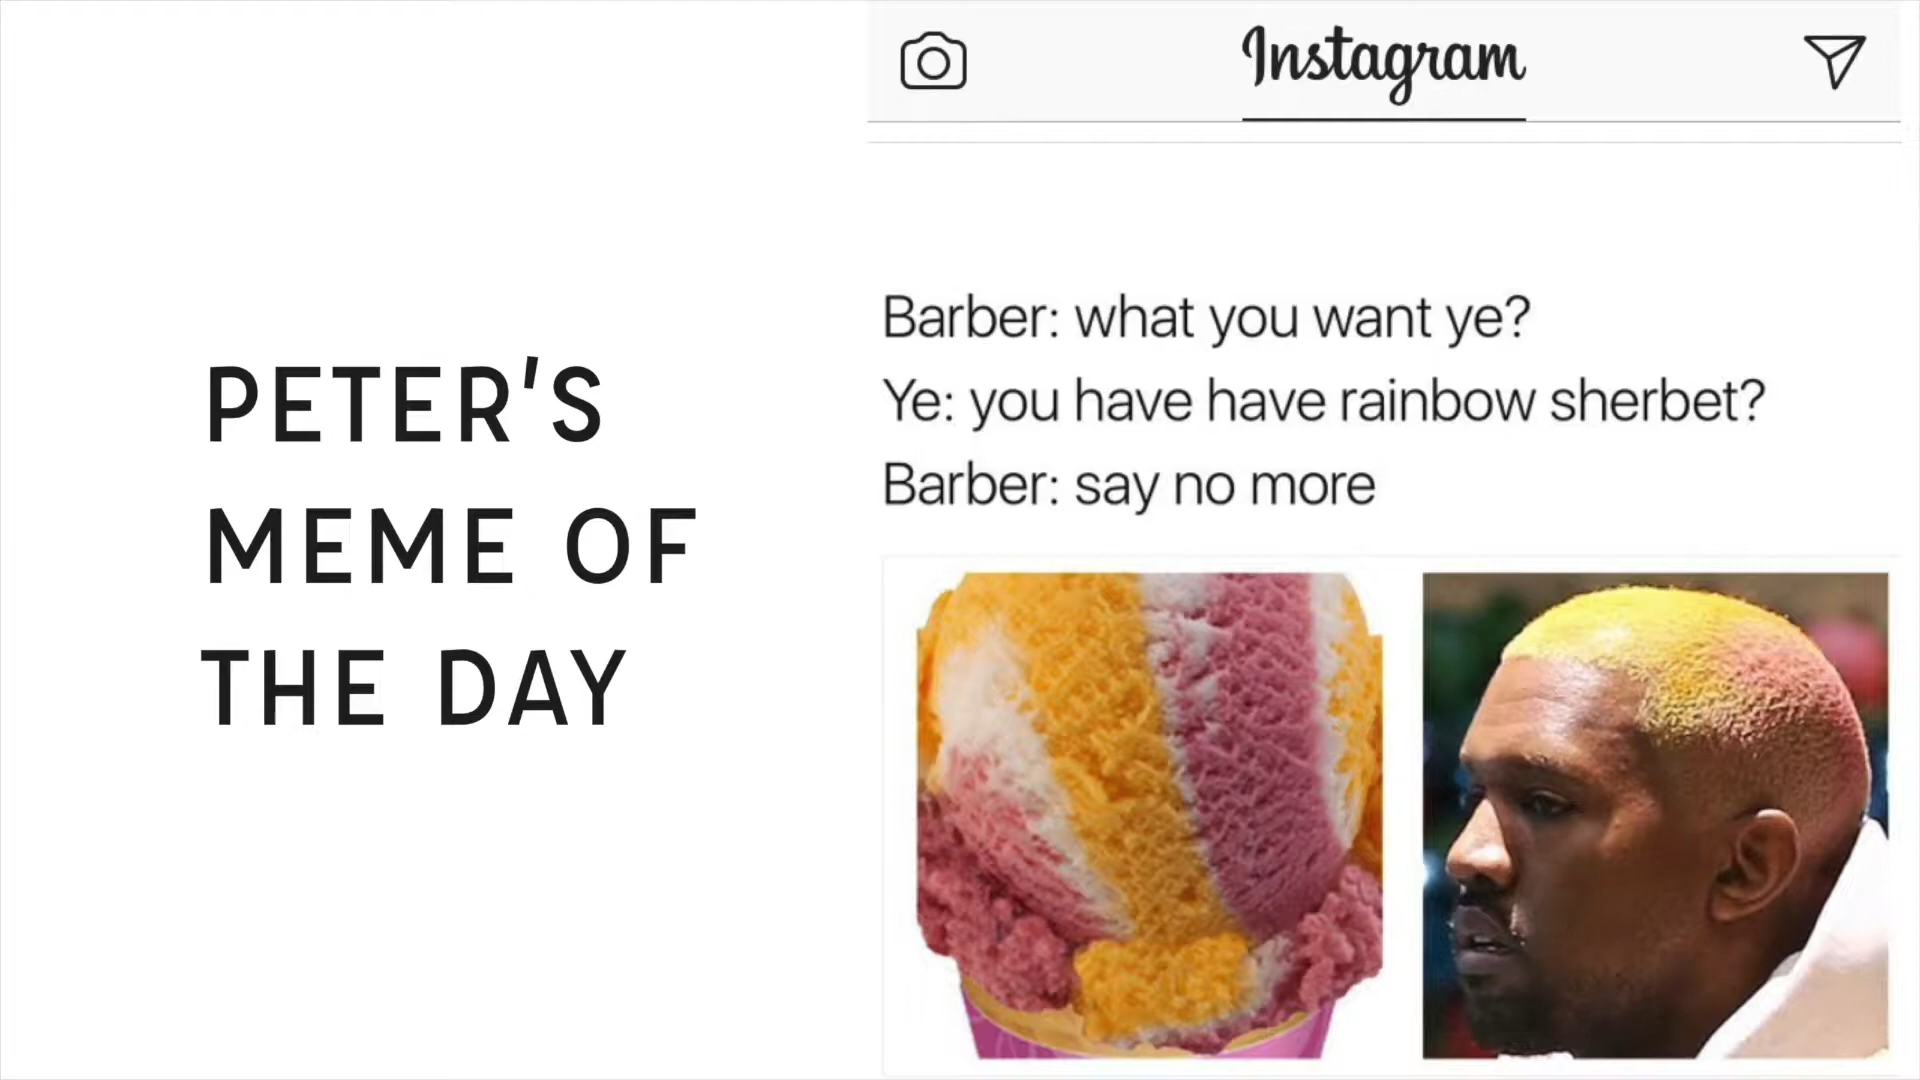 PETER'S
MEME OF
THE DAY
Instagram
Barber: what you want ye?
Ye: you have have rainbow sherbet?
Barber: say no more